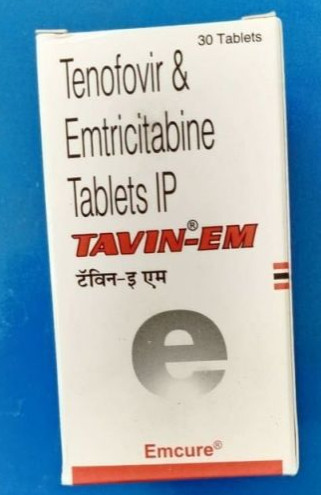 30 Tablets
Tenofovir &
Emtricitabine
Tablets IP
TAVIN®-EM
टॅविन-इ एम
e
Emcure®